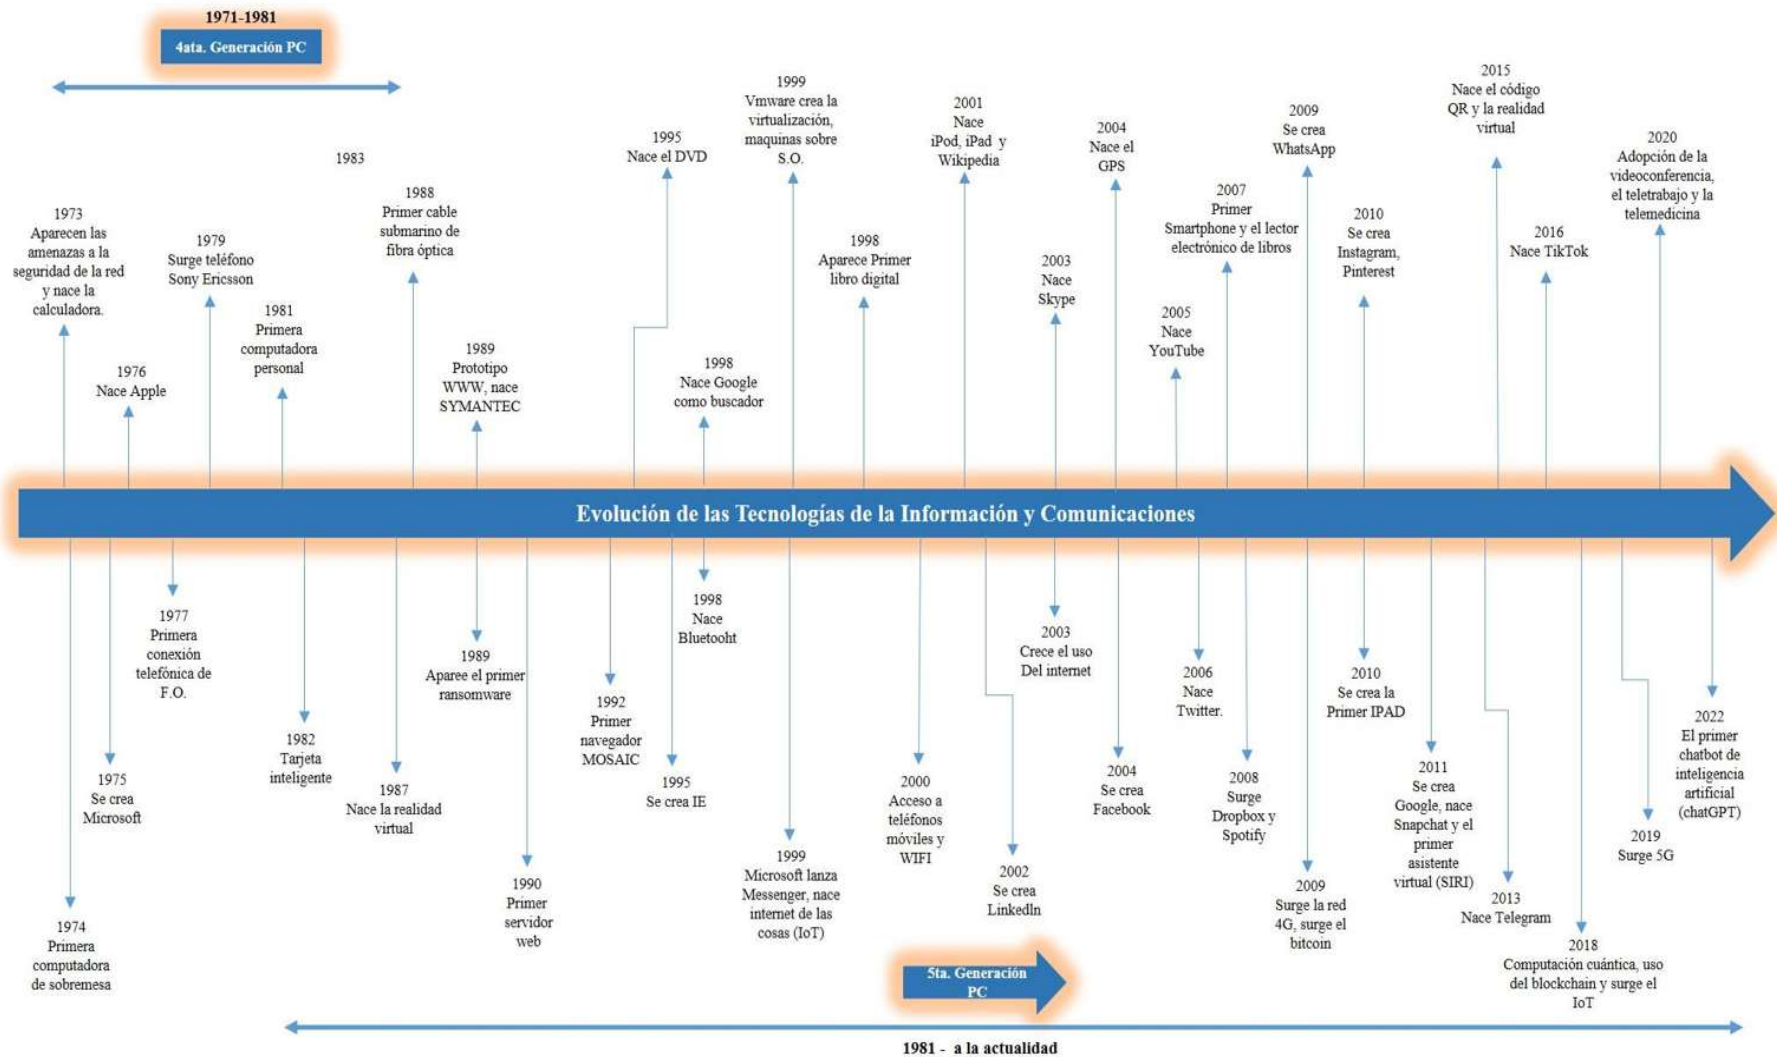 1971-1981
4ata. Generación PC
1973
Aparecen las
amenazas a la
seguridad de la red
y nace la
calculadora.
1976
Nace Apple
1979
Surge teléfono
Sony Ericsson
1981
Primera
computadora
personal
1983
1988
Primer cable
submarino de
fibra óptica
1989
Prototipo
WWW, nace
SYMANTEC
1995
Nace el DVD
1998
Nace Google
como buscador
1999
Vmware crea la
virtualización,
maquinas sobre
S.O.
1998
Aparece Primer
libro digital
2001
Nace
iPod, iPad y
Wikipedia
2003
Nace
Skype
2004
Nace el
GPS
2005
Nace
YouTube
2007
Primer
Smartphone y el lector
electrónico de libros
2009
Se crea
WhatsApp
2010
Se crea
Instagram,
Pinterest
2015
Nace el código
QR y la realidad
virtual
2016
Nace TikTok
2020
Adopción de la
videoconferencia,
el teletrabajo y la
telemedicina
Evolución de las Tecnologías de la Información y Comunicaciones
1974
Primera
computadora
de sobremesa
1975
Se crea
Microsoft
1977
Primera
conexión
telefónica de
F.O.
1982
Tarjeta
inteligente
1987
Nace la realidad
virtual
1989
Aparee el primer
ransomware
1990
Primer
servidor
web
1992
Primer
navegador
MOSAIC
1995
Se crea IE
1998
Nace
Bluetooht
1999
Microsoft lanza
Messenger, nace
internet de las
cosas (IoT)
2000
Acceso a
teléfonos
móviles y
WIFI
2002
Se crea
LinkedIn
2003
Crece el uso
Del internet
2004
Se crea
Facebook
2006
Nace
Twitter.
2008
Surge
Dropbox y
Spotify
2009
Surge la red
4G, surge el
bitcoin
2010
Se crea la
Primer IPAD
2011
Se crea
Google, nace
Snapchat y el
primer
asistente
virtual (SIRI)
2013
Nace Telegram
2018
Computación cuántica, uso
del blockchain y surge el
IoT
2019
Surge 5G
2022
El primer
chatbot de
inteligencia
artificial
(chatGPT)
5ta. Generación
PC
1981 - a la actualidad